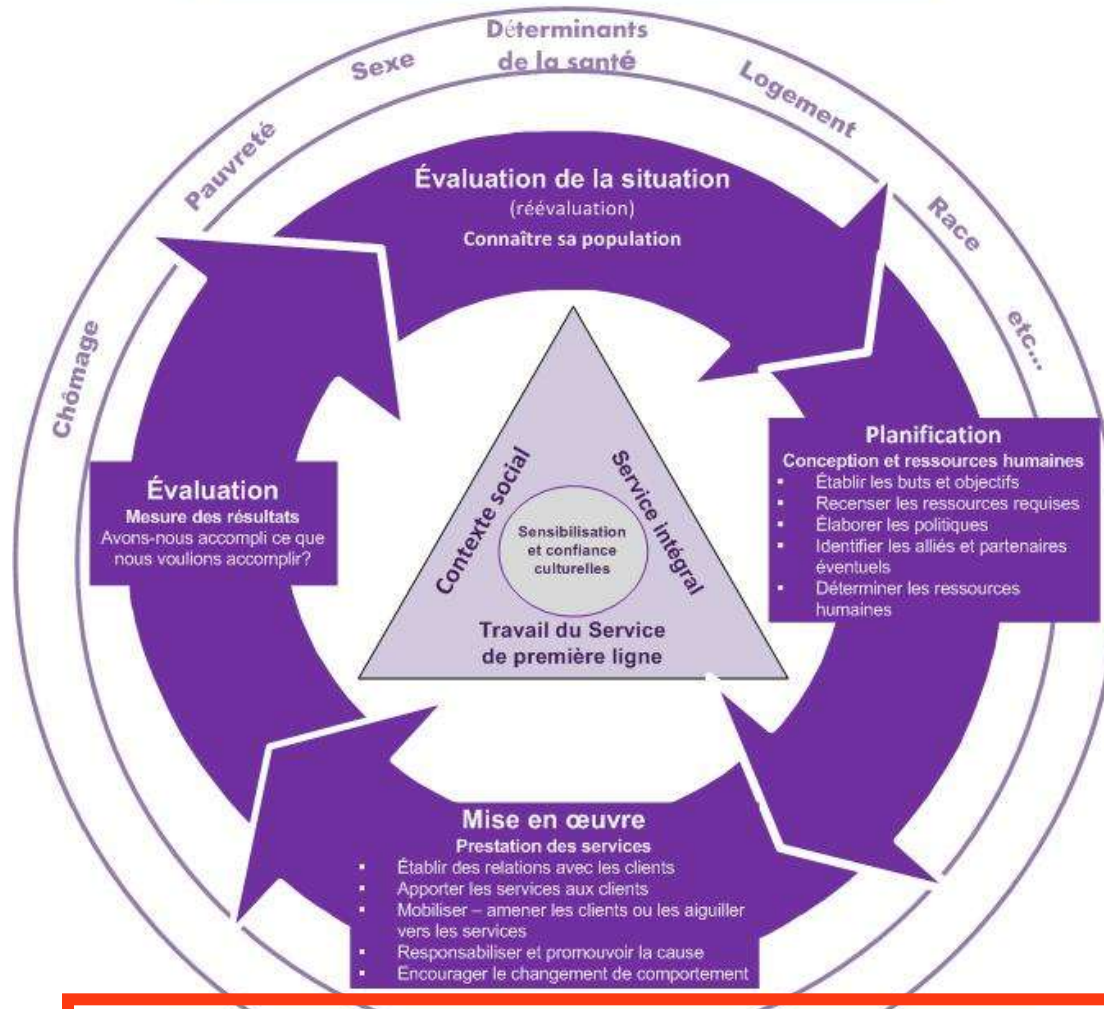 Déterminants
de la santé
Sexe
Logement
Pauvreté
Race
Chômage
etc...
Évaluation de la situation
(réévaluation)
Connaître sa population
Planification
Conception et ressources humaines
▪ Établir les buts et objectifs
▪ Recenser les ressources requises
▪ Élaborer les politiques
▪ Identifier les alliés et partenaires
éventuels
▪ Déterminer les ressources
humaines
Évaluation
Mesure des résultats
Avons-nous accompli ce que
nous voulions accomplir?
Contexte social
Service intégral
Sensibilisation
et confiance
culturelles
Travail du Service
de première ligne
Mise en œuvre
Prestation des services
▪ Établir des relations avec les clients
▪ Apporter les services aux clients
▪ Mobiliser – amener les clients ou les aiguiller
vers les services
▪ Responsabiliser et promouvoir la cause
▪ Encourager le changement de comportement